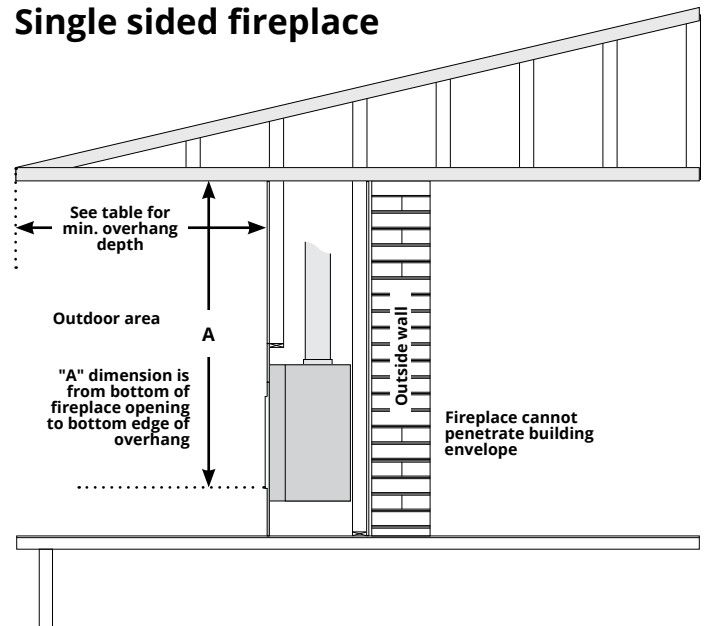 Single sided fireplace
See table for
min. overhang
depth
Outdoor area
A
"A" dimension is
from bottom of
fireplace opening
to bottom edge of
overhang
Outside wall
Fireplace cannot
penetrate building
envelope